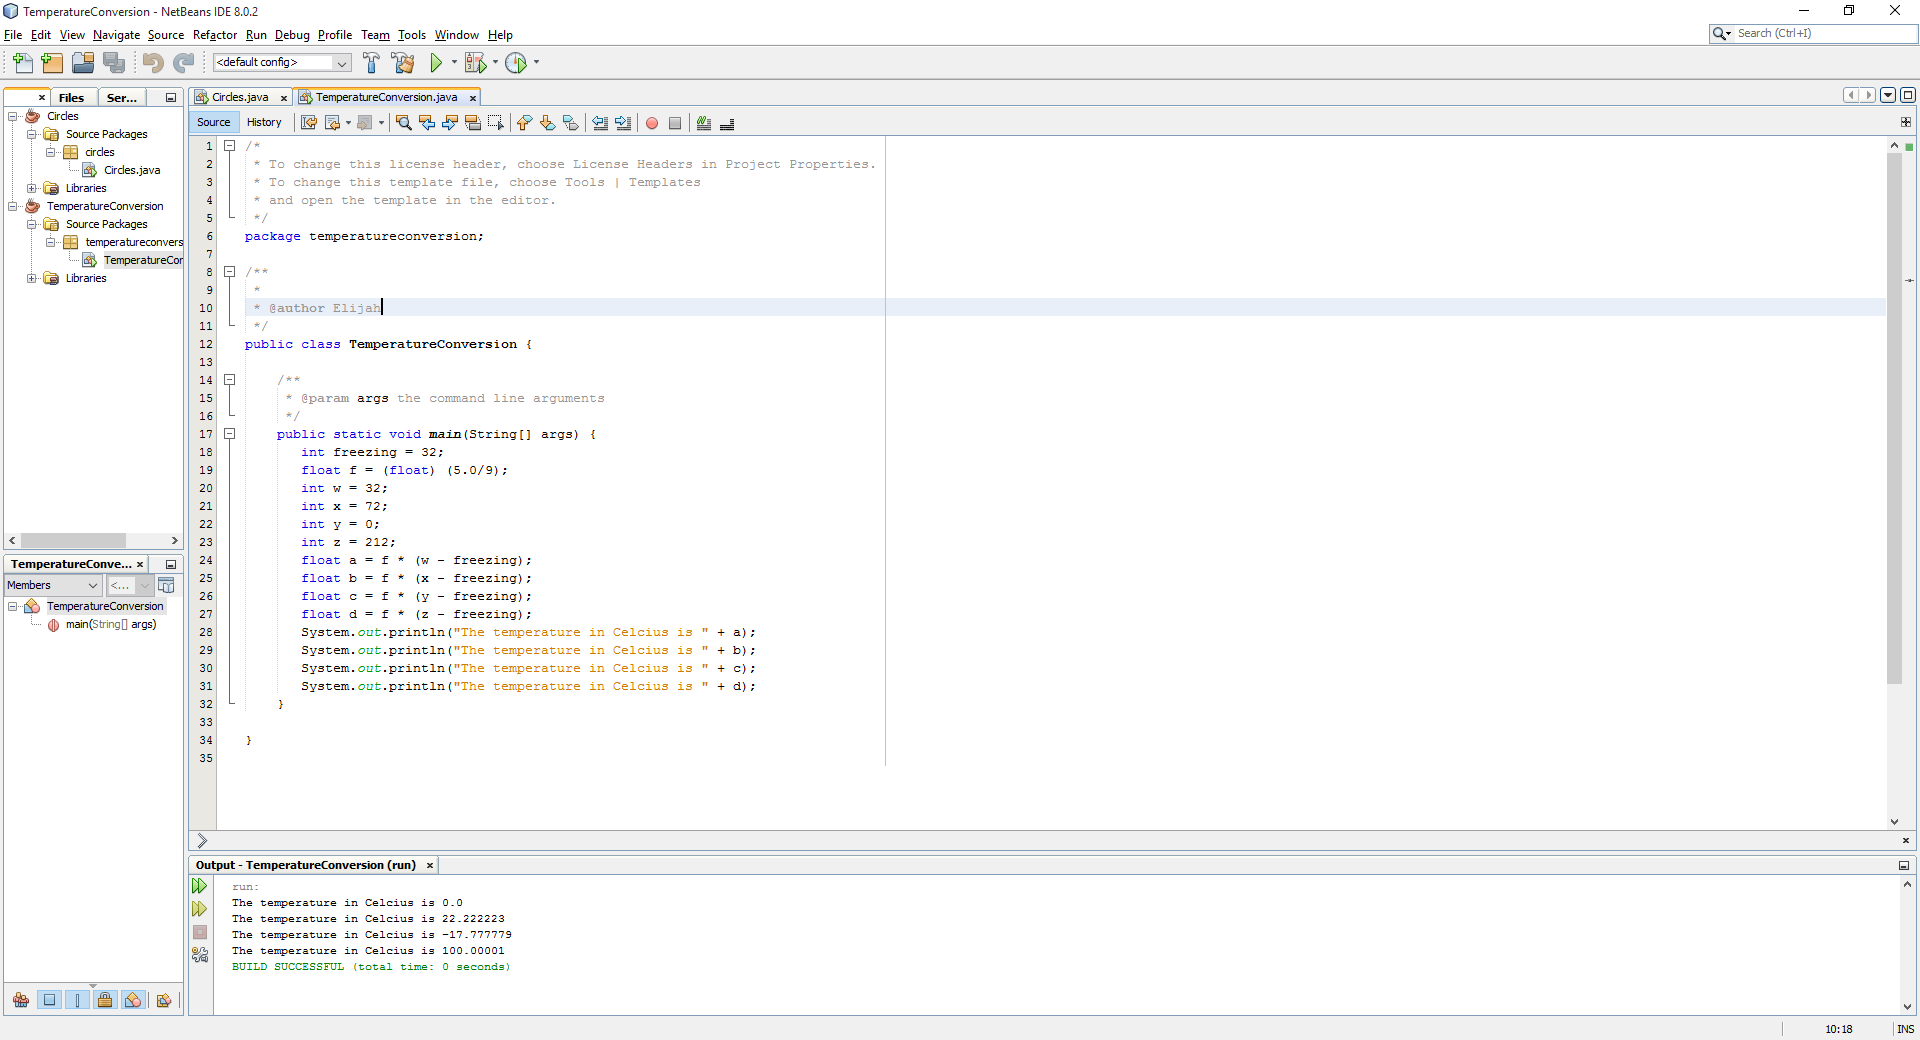 TemperatureConversion - NetBeans IDE 8.0.2
File Edit View Navigate Source Refactor Run Debug Profile Team Tools Window Help
Search (Ctrl+I)
<default config>
Files Ser...
Circles
Source Packages
circles
Circles.java
Libraries
TemperatureConversion
Source Packages
temperatureconvers
TemperatureCor
Libraries
TemperatureConve...
Members <...
TemperatureConversion
main(String[] args)
Circles.java TemperatureConversion.java
Source History
1 /*
2 * To change this license header, choose License Headers in Project Properties.
3 * To change this template file, choose Tools | Templates
4 * and open the template in the editor.
5 */
6 package temperatureconversion;
7
8 /**
9 *
10 * @author Elijah
11 */
12 public class TemperatureConversion {
13
14 /**
15 * @param args the command line arguments
16 */
17 public static void main(String[] args) {
18 int freezing = 32;
19 float f = (float) (5.0/9);
20 int w = 32;
21 int x = 72;
22 int y = 0;
23 int z = 212;
24 float a = f * (w - freezing);
25 float b = f * (x - freezing);
26 float c = f * (y - freezing);
27 float d = f * (z - freezing);
28 System.out.println("The temperature in Celcius is " + a);
29 System.out.println("The temperature in Celcius is " + b);
30 System.out.println("The temperature in Celcius is " + c);
31 System.out.println("The temperature in Celcius is " + d);
32 }
33
34 }
35
Output - TemperatureConversion (run)
run:
The temperature in Celcius is 0.0
The temperature in Celcius is 22.222223
The temperature in Celcius is -17.777779
The temperature in Celcius is 100.00001
BUILD SUCCESSFUL (total time: 0 seconds)
10:18 INS